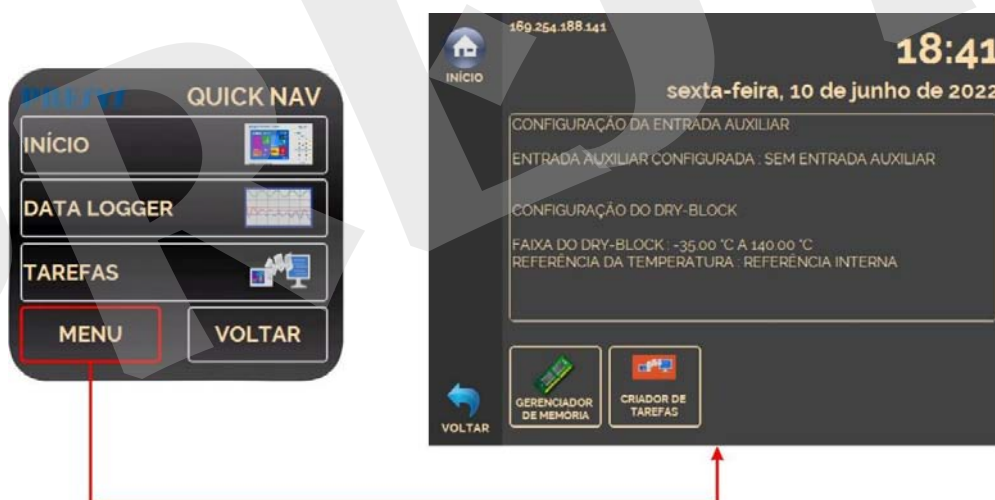 PRESYS QUICK NAV
INÍCIO
DATA LOGGER
TAREFAS
MENU VOLTAR
INÍCIO
169.254.188.141
18:41
sexta-feira, 10 de junho de 2022
CONFIGURAÇÃO DA ENTRADA AUXILIAR
ENTRADA AUXILIAR CONFIGURADA : SEM ENTRADA AUXILIAR
CONFIGURAÇÃO DO DRY-BLOCK
FAIXA DO DRY-BLOCK : -35.00 °C A 140.00 °C
REFERÊNCIA DA TEMPERATURA : REFERÊNCIA INTERNA
GERENCIADOR
DE MEMÓRIA
CRIADOR DE
TAREFAS
VOLTAR